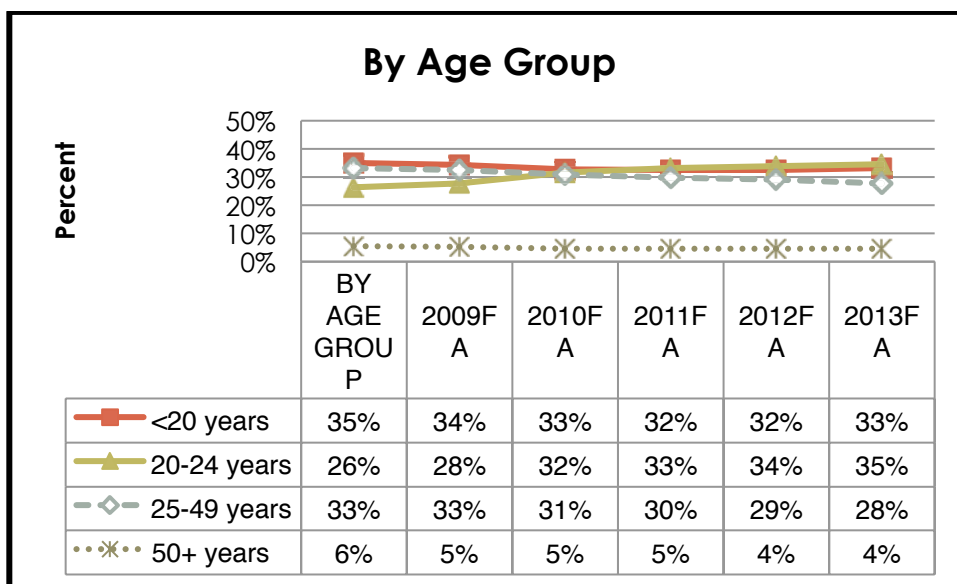 By Age Group
Percent
50%
40%
30%
20%
10%
0%
BY
AGE
GROU
P
2009F
A
2010F
A
2011F
A
2012F
A
2013F
A
<20 years 35% 34% 33% 32% 32% 33%
20-24 years 26% 28% 32% 33% 34% 35%
25-49 years 33% 33% 31% 30% 29% 28%
50+ years 6% 5% 5% 5% 4% 4%